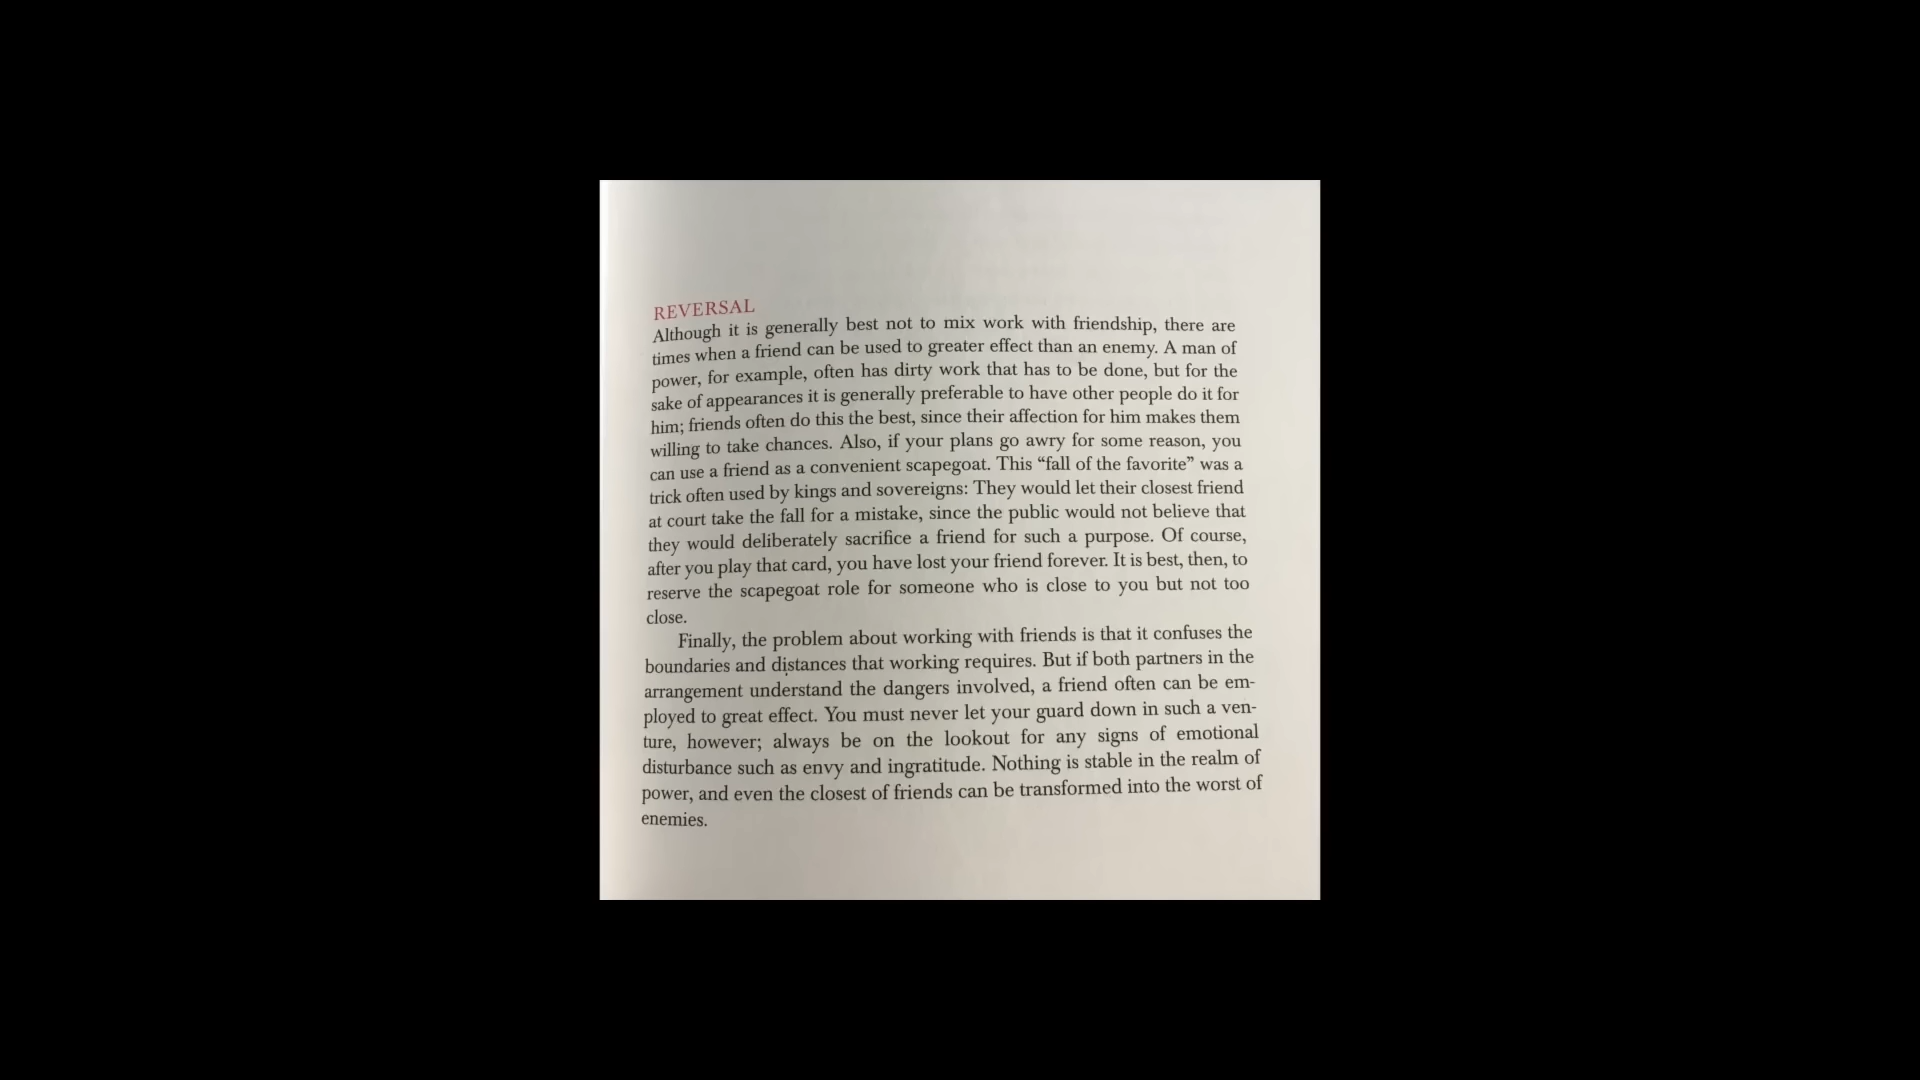 REVERSAL
Although it is generally best not to mix work with friendship, there are
times when a friend can be used to greater effect than an enemy. A man of
power, for example, often has dirty work that has to be done, but for the
sake of appearances it is generally preferable to have other people do it for
him; friends often do this the best, since their affection for him makes them
willing to take chances. Also, if your plans go awry for some reason, you
can use a friend as a convenient scapegoat. This “fall of the favorite” was a
trick often used by kings and sovereigns: They would let their closest friend
at court take the fall for a mistake, since the public would not believe that
they would deliberately sacrifice a friend for such a purpose. Of course,
after you play that card, you have lost your friend forever. It is best, then, to
reserve the scapegoat role for someone who is close to you but not too
close.
Finally, the problem about working with friends is that it confuses the
boundaries and distances that working requires. But if both partners in the
arrangement understand the dangers involved, a friend often can be em-
ployed to great effect. You must never let your guard down in such a ven-
ture, however; always be on the lookout for any signs of emotional
disturbance such as envy and ingratitude. Nothing is stable in the realm of
power, and even the closest of friends can be transformed into the worst of
enemies.